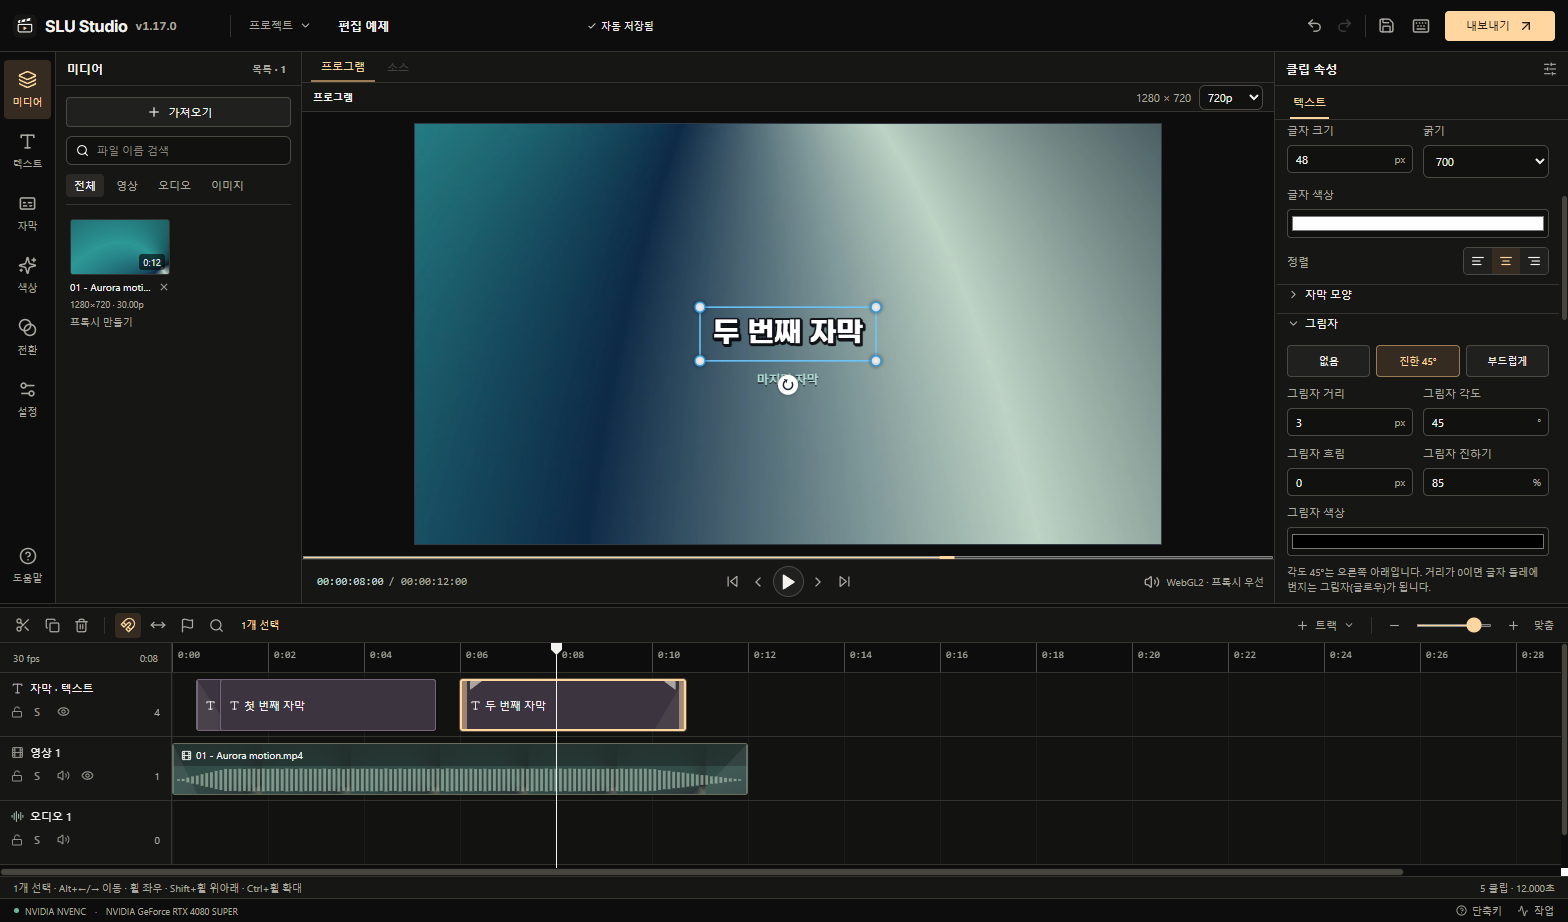 SLU Studio v1.17.0
프로젝트
편집 예제
자동 저장됨
내보내기
미디어
텍스트
자막
색상
전환
설정
도움말
미디어
목록 · 1
가져오기
파일 이름 검색
전체 영상 오디오 이미지
0:12
01 - Aurora moti...
1280×720 · 30.00p
프록시 만들기
프로그램 소스
프로그램
1280 × 720 720p
두 번째 자막
00:00:08:00 / 00:00:12:00
WebGL2 · 프록시 우선
클립 속성
텍스트
글자 크기 굵기
48 px 700
글자 색상
정렬
자막 모양
그림자
없음 진한 45° 부드럽게
그림자 거리 그림자 각도
3 px 45 °
그림자 흐림 그림자 진하기
0 px 85 %
그림자 색상
각도 45°는 오른쪽 아래입니다. 거리가 0이면 글자 둘레에
번지는 그림자(글로우)가 됩니다.
1개 선택
트랙
맞춤
30 fps 0:08
0:00 0:02 0:04 0:06 0:08 0:10 0:12 0:14 0:16 0:18 0:20 0:22 0:24 0:26 0:28
자막 · 텍스트
S 4
첫 번째 자막
두 번째 자막
영상 1
S 1
01 - Aurora motion.mp4
오디오 1
S 0
1개 선택 · Alt+←/→ 이동 · 휠 좌우 · Shift+휠 위아래 · Ctrl+휠 확대
5 클립 · 12.000초
NVIDIA NVENC · NVIDIA GeForce RTX 4080 SUPER
단축키 작업